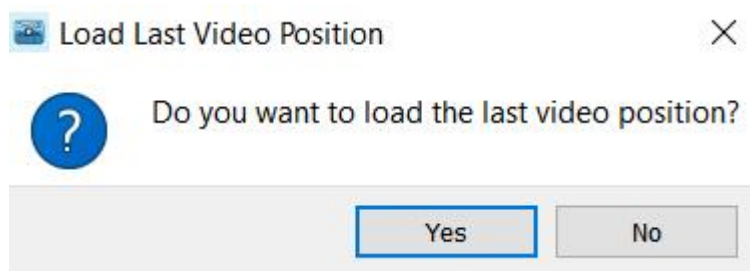 Load Last Video Position
Do you want to load the last video position?
Yes No